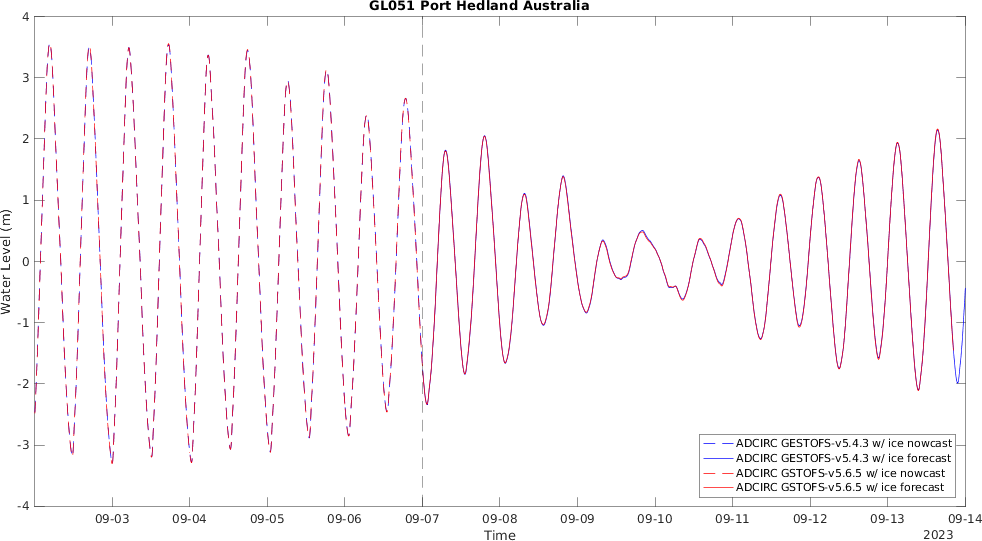 GL051 Port Hedland Australia
4
3
2
1
0
-1
-2
-3
-4
Water Level (m)
ADCIRC GESTOFS-v5.4.3 w/ ice nowcast
ADCIRC GESTOFS-v5.4.3 w/ ice forecast
ADCIRC GSTOFS-v5.6.5 w/ ice nowcast
ADCIRC GSTOFS-v5.6.5 w/ ice forecast
09-03 09-04 09-05 09-06 09-07 09-08 09-09 09-10 09-11 09-12 09-13 09-14
Time
2023